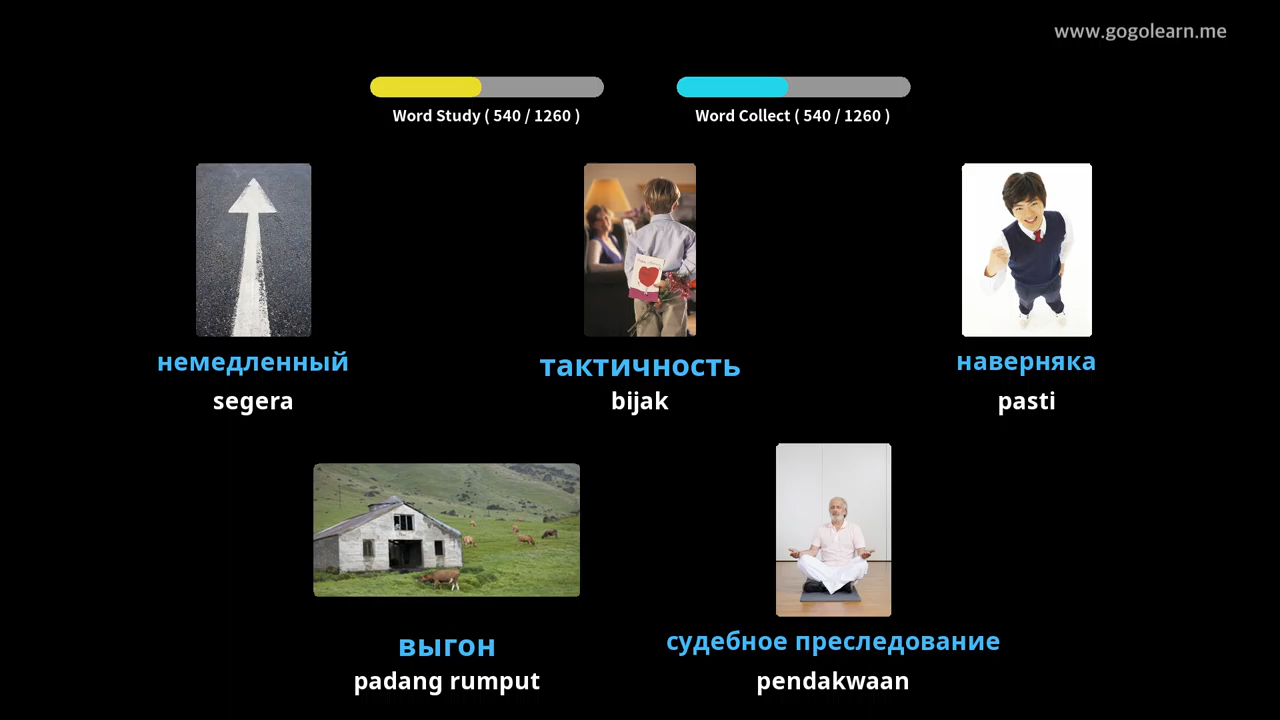 www.gogolearn.me
Word Study ( 540 / 1260 )
Word Collect ( 540 / 1260 )
немедленный
segera
тактичность
bijak
наверняка
pasti
выгон
padang rumput
судебное преследование
pendakwaan